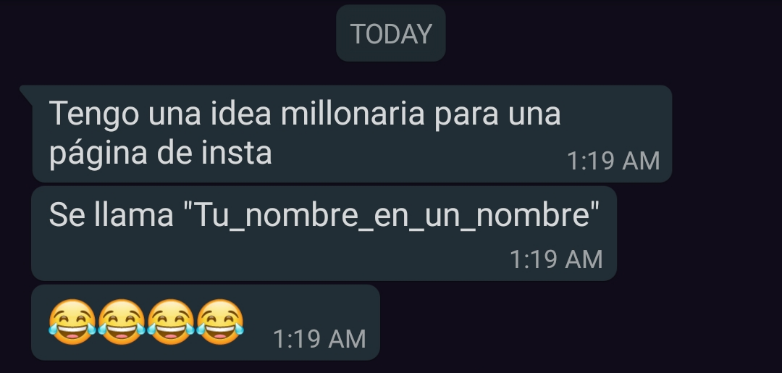 TODAY
Tengo una idea millonaria para una
página de insta
1:19 AM
Se llama "Tu_nombre_en_un_nombre"
1:19 AM
😂😂😂😂
1:19 AM